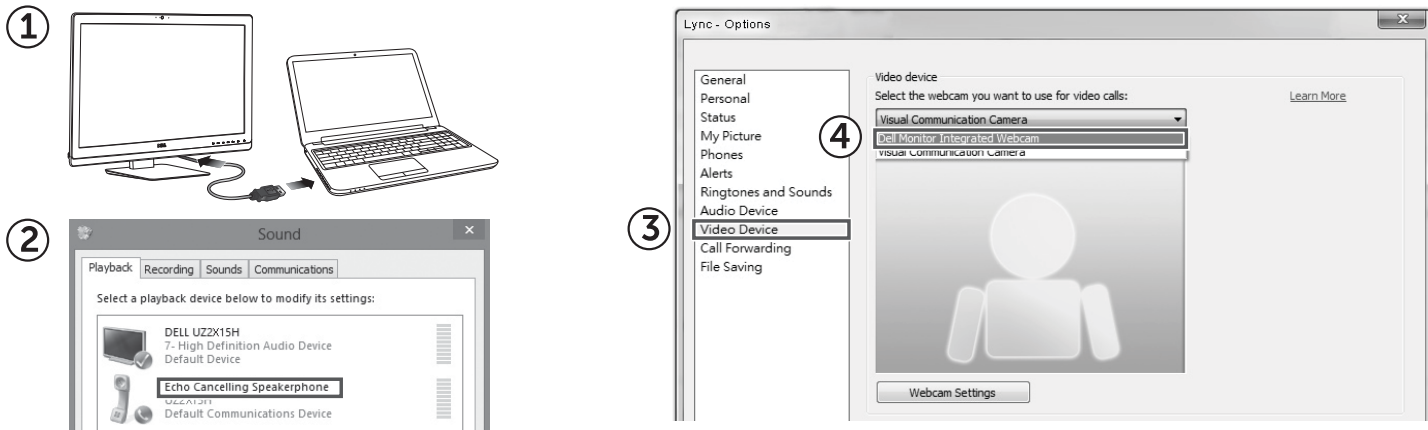 1
DELL
2
Sound
Playback
Recording
Sounds
Communications
Select a playback device below to modify its settings:
DELL UZ2X15H
7- High Definition Audio Device
Default Device
Echo Cancelling Speakerphone
UZ2X15H
Default Communications Device
Lync - Options
General
Personal
Status
My Picture
Phones
Alerts
Ringtones and Sounds
Audio Device
3
Video Device
Call Forwarding
File Saving
Video device
Select the webcam you want to use for video calls:
Learn More
Visual Communication Camera
4
Dell Monitor Integrated Webcam
Visual Communication Camera
Webcam Settings